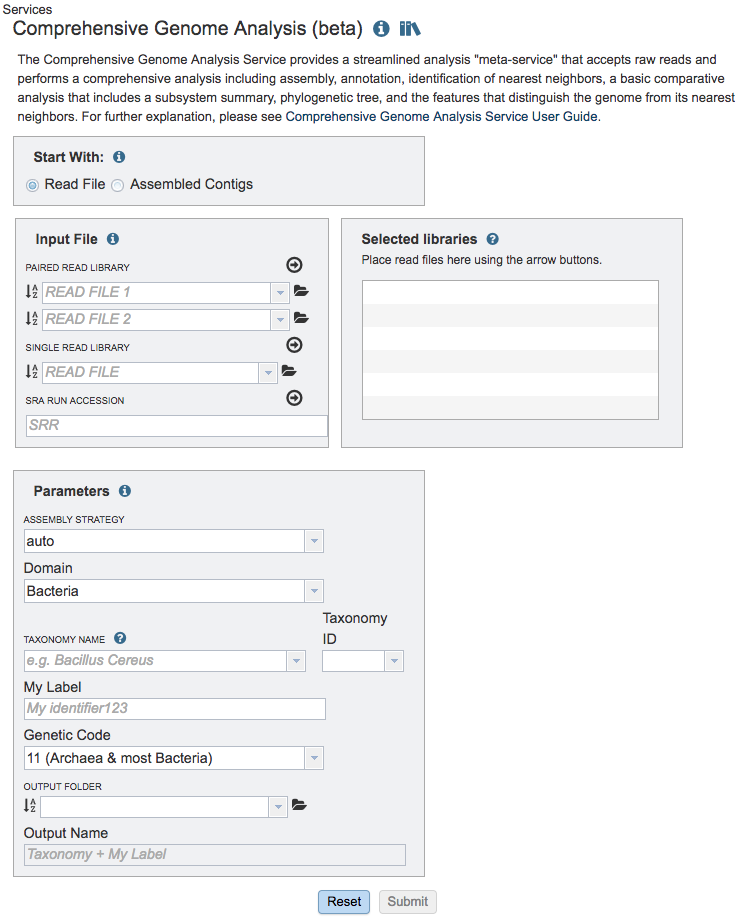 Services
Comprehensive Genome Analysis (beta)
The Comprehensive Genome Analysis Service provides a streamlined analysis "meta-service" that accepts raw reads and
performs a comprehensive analysis including assembly, annotation, identification of nearest neighbors, a basic comparative
analysis that includes a subsystem summary, phylogenetic tree, and the features that distinguish the genome from its nearest
neighbors. For further explanation, please see Comprehensive Genome Analysis Service User Guide.
Start With:
Read File Assembled Contigs
Input File
PAIRED READ LIBRARY
READ FILE 1
READ FILE 2
SINGLE READ LIBRARY
READ FILE
SRA RUN ACCESSION
SRR
Selected libraries
Place read files here using the arrow buttons.
Parameters
ASSEMBLY STRATEGY
auto
Domain
Bacteria
TAXONOMY NAME
Taxonomy
ID
e.g. Bacillus Cereus
My Label
My identifier123
Genetic Code
11 (Archaea & most Bacteria)
OUTPUT FOLDER
Output Name
Taxonomy + My Label
Reset Submit